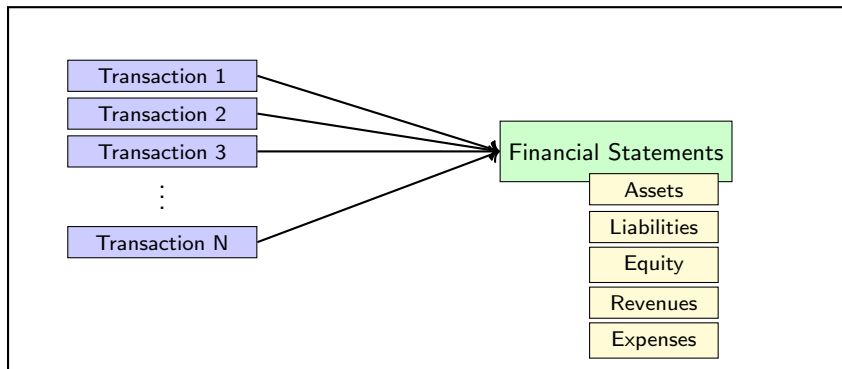 Transaction 1
Transaction 2
Transaction 3
⋮
Transaction N
Financial Statements
Assets
Liabilities
Equity
Revenues
Expenses